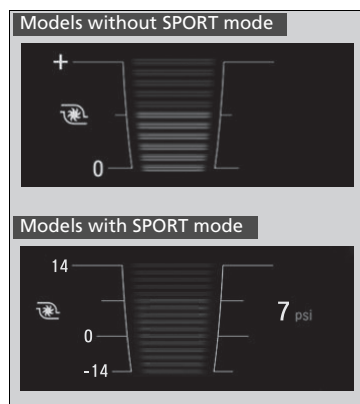 Models without SPORT mode
+
0
Models with SPORT mode
14
7 psi
0
-14